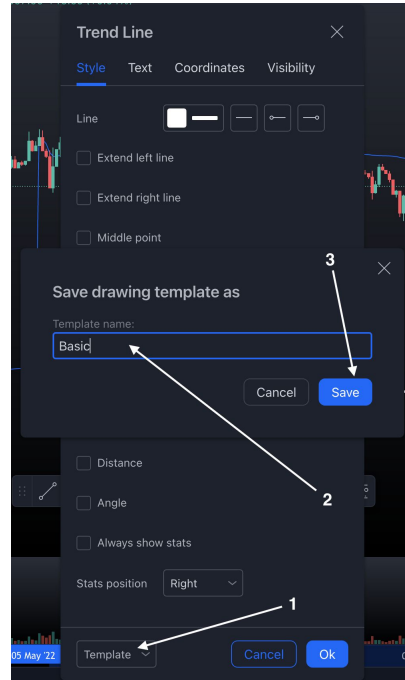 Trend Line
Style Text Coordinates Visibility
Line
Extend left line
Extend right line
Middle point
3
Save drawing template as
Template name:
Basic
Cancel Save
Distance
Angle
2
Always show stats
Stats position Right
1
05 May '22 Template Cancel Ok